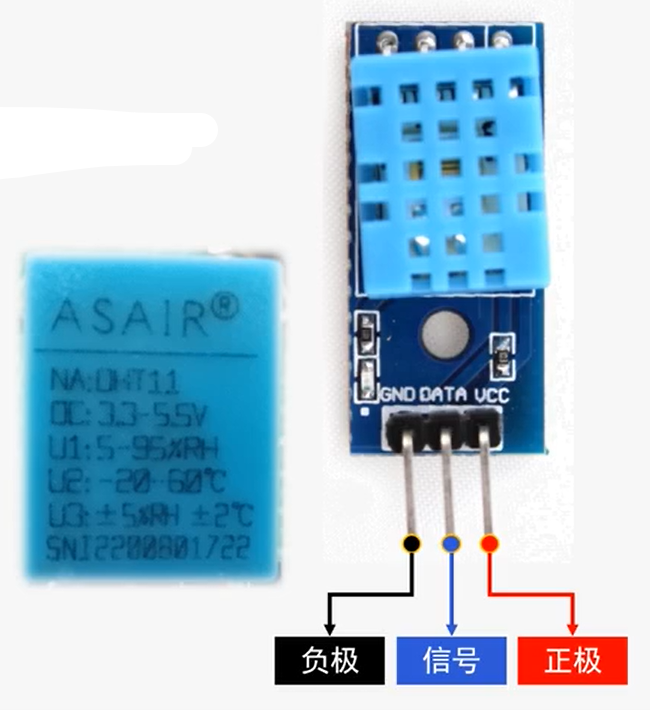 ASAIR®
NA:DHT11
DC: 3.3-5.5V
U1:5-95%RH
U2: -20-60℃
U3:±5%RH ±2℃
SN:2200801722
GND DATA VCC
负极 信号 正极